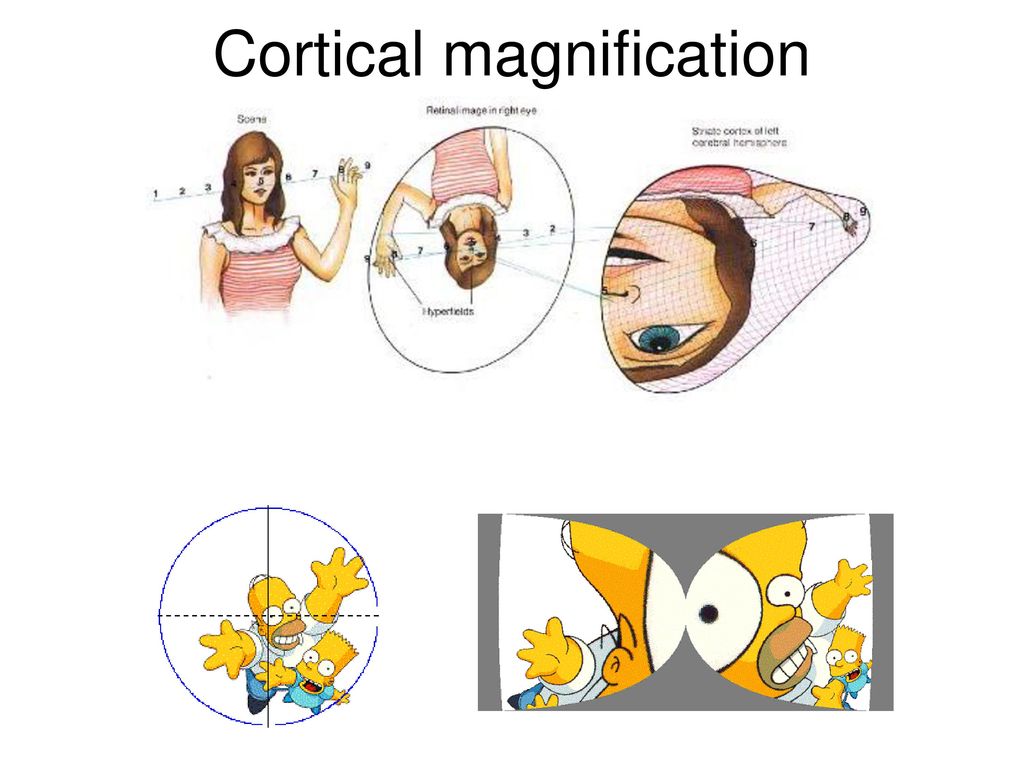 Cortical magnification
Scene
Retinal image in right eye
Striate cortex of left
cerebral hemisphere
1 2 3 4 5 6 7 8 9
9 8 7 5 4 3 2
Hyperfields
5 6 7 8 9